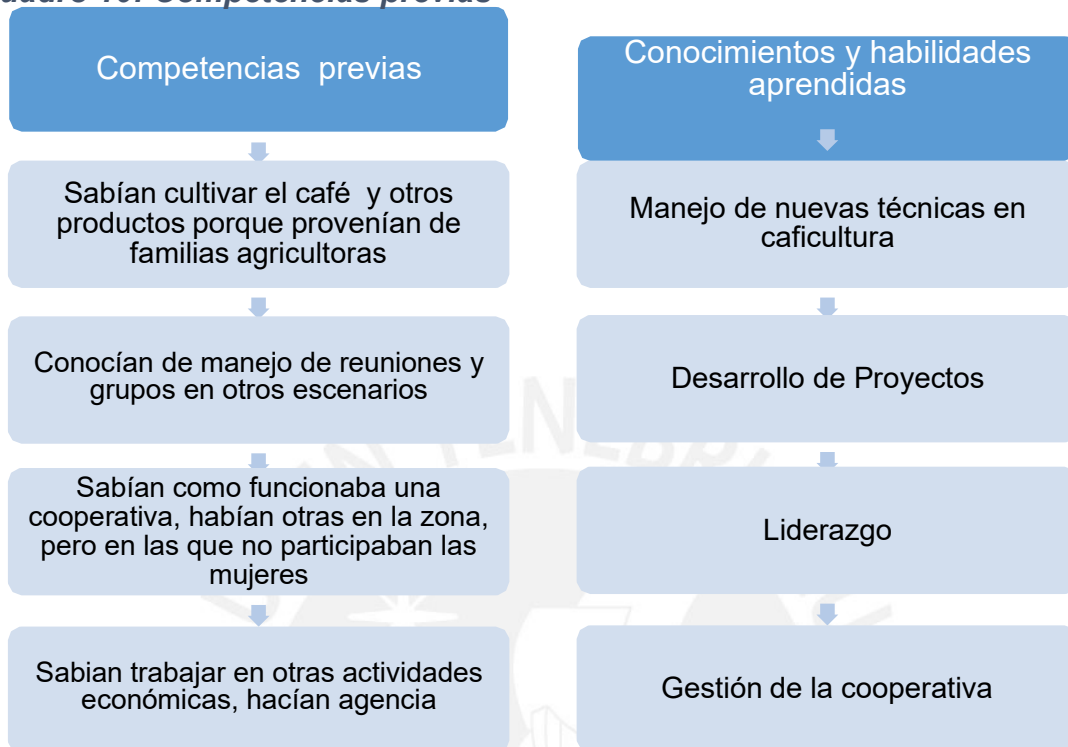 Competencias previas
Competencias previas
Sabían cultivar el café y otros
productos porque provenían de
familias agricultoras
Conocían de manejo de reuniones y
grupos en otros escenarios
Sabían como funcionaba una
cooperativa, habían otras en la zona,
pero en las que no participaban las
mujeres
Sabian trabajar en otras actividades
económicas, hacían agencia
Conocimientos y habilidades
aprendidas
Manejo de nuevas técnicas en
caficultura
Desarrollo de Proyectos
Liderazgo
Gestión de la cooperativa